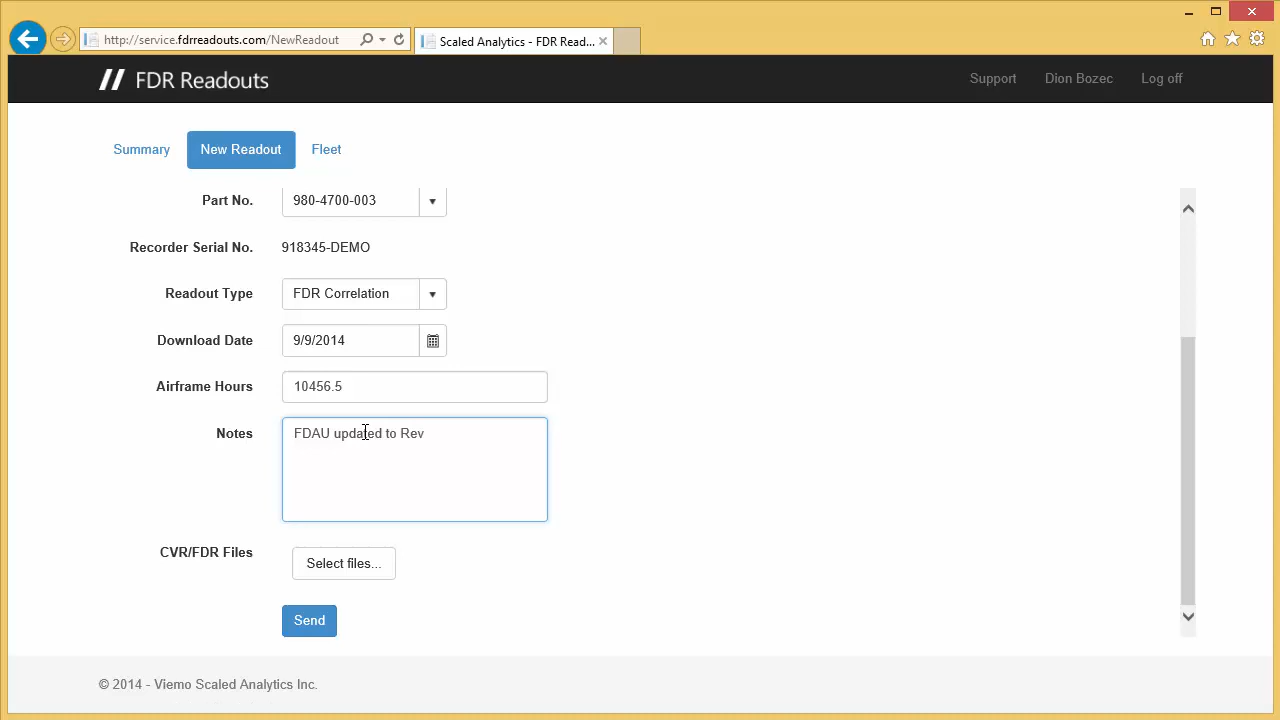 http://service.fdrreadouts.com/NewReadout
Scaled Analytics - FDR Read...
FDR Readouts
Support
Dion Bozec
Log off
Summary
New Readout
Fleet
Part No.
980-4700-003
Recorder Serial No.
918345-DEMO
Readout Type
FDR Correlation
Download Date
9/9/2014
Airframe Hours
10456.5
Notes
FDAU updated to Rev
CVR/FDR Files
Select files...
Send
© 2014 - Viemo Scaled Analytics Inc.